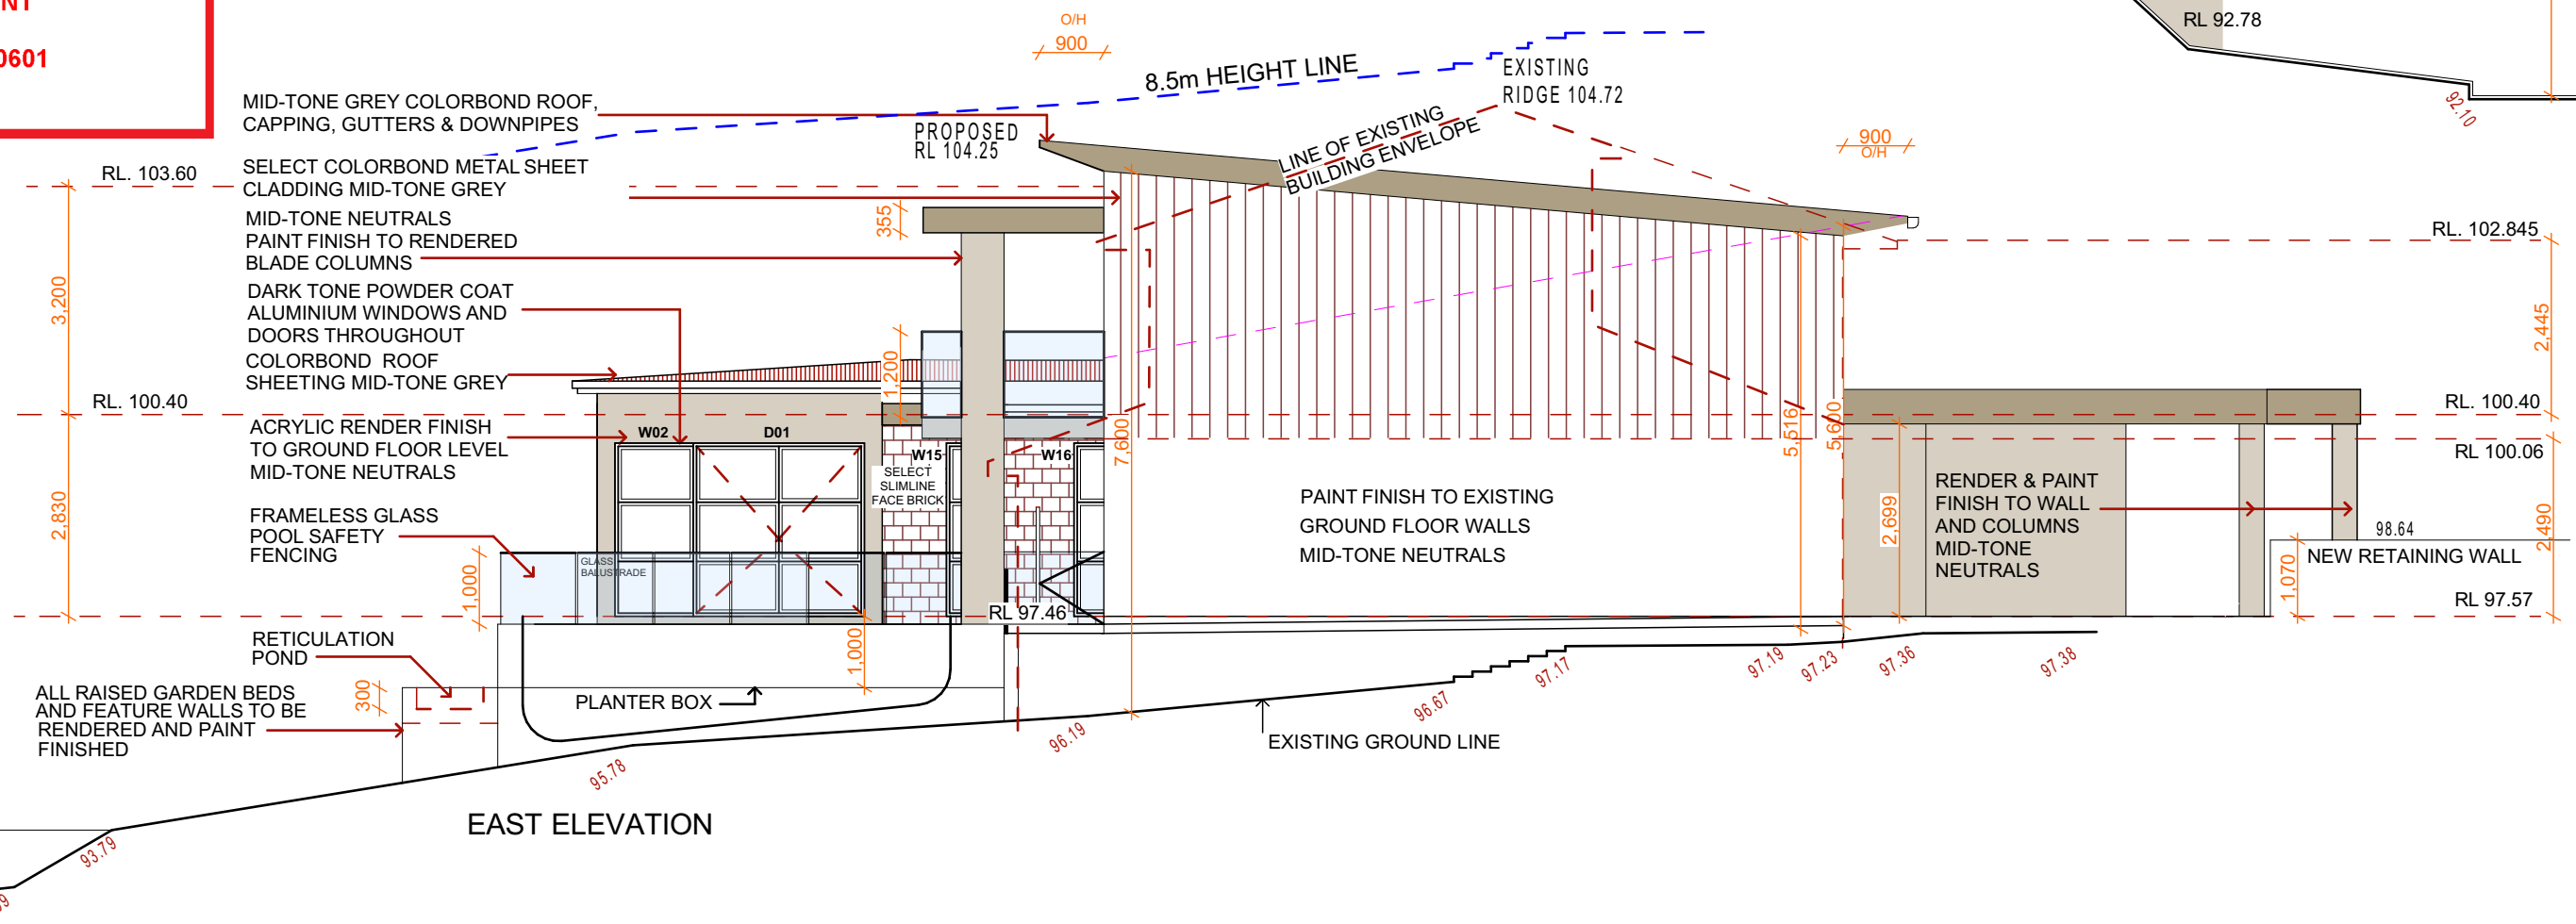 NT
0601
O/H
900
8.5m HEIGHT LINE
EXISTING
RIDGE 104.72
RL 92.78
92.10
MID-TONE GREY COLORBOND ROOF,
CAPPING, GUTTERS & DOWNPIPES
PROPOSED
RL 104.25
LINE OF EXISTING
BUILDING ENVELOPE
900
O/H
RL. 103.60
SELECT COLORBOND METAL SHEET
CLADDING MID-TONE GREY
MID-TONE NEUTRALS
PAINT FINISH TO RENDERED
BLADE COLUMNS
355
RL. 102.845
3,200
DARK TONE POWDER COAT
ALUMINIUM WINDOWS AND
DOORS THROUGHOUT
COLORBOND ROOF
SHEETING MID-TONE GREY
1,200
2,445
RL. 100.40
RL. 100.40
ACRYLIC RENDER FINISH
TO GROUND FLOOR LEVEL
MID-TONE NEUTRALS
W02
D01
W15
W16
SELECT
SLIMLINE
FACE BRICK
7,600
5,516
5,600
RL 100.06
2,830
FRAMELESS GLASS
POOL SAFETY
FENCING
PAINT FINISH TO EXISTING
GROUND FLOOR WALLS
MID-TONE NEUTRALS
2,699
RENDER & PAINT
FINISH TO WALL
AND COLUMNS
MID-TONE
NEUTRALS
98.64
2,490
NEW RETAINING WALL
1,000
GLASS
BALUSTRADE
1,070
RL 97.46
RL 97.57
RETICULATION
POND
1,000
ALL RAISED GARDEN BEDS
AND FEATURE WALLS TO BE
RENDERED AND PAINT
FINISHED
300
PLANTER BOX
EXISTING GROUND LINE
93.79
95.78
96.19
96.67
97.17
97.19
97.23
97.36
97.38
EAST ELEVATION